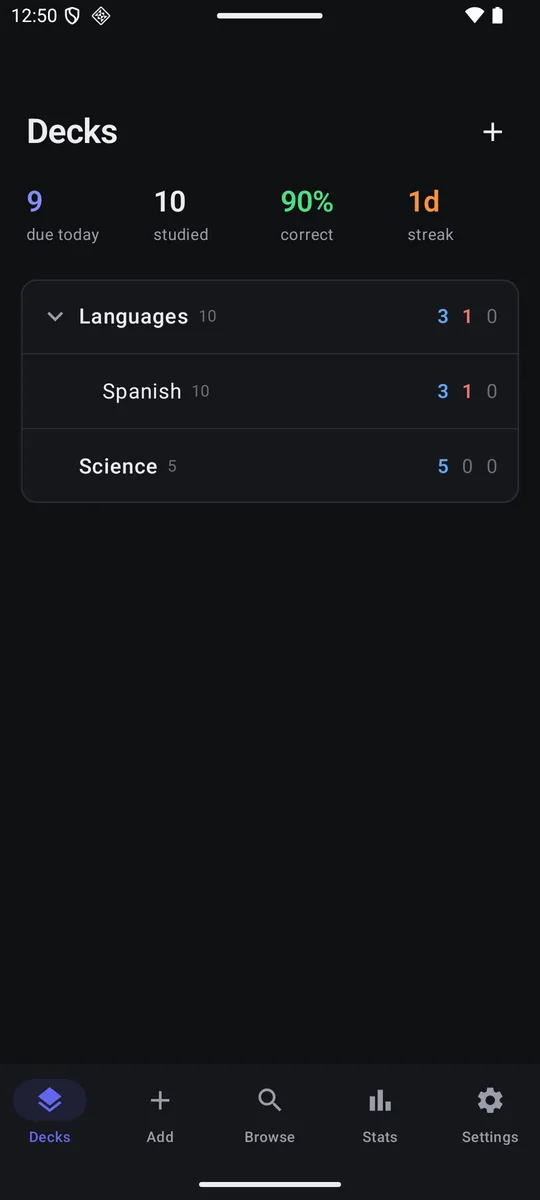 12:50
Decks
9 10 90% 1d
due today studied correct streak
Languages 10 3 1 0
Spanish 10 3 1 0
Science 5 5 0 0
Decks Add Browse Stats Settings